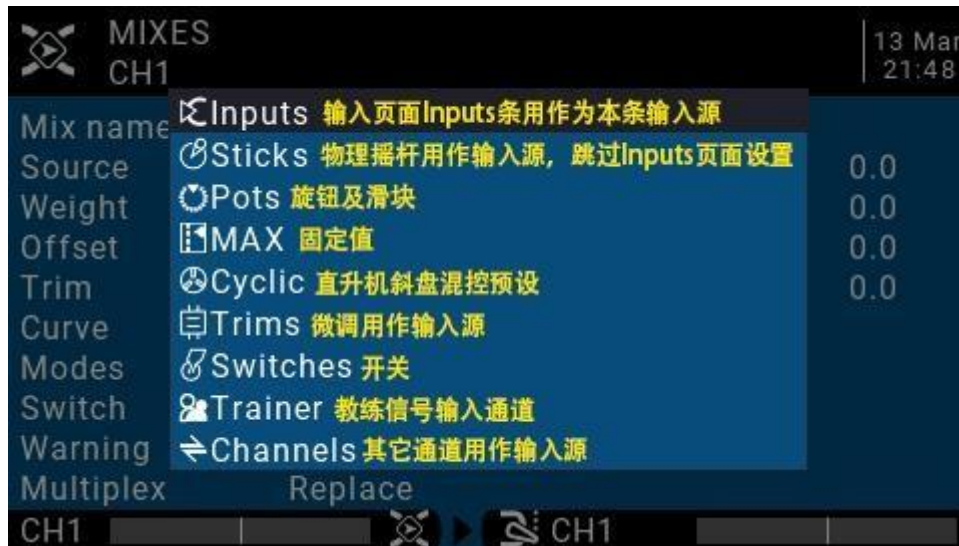 MIXES
CH1
13 Mar
21:48
Mix name
Source 0.0
Weight 0.0
Offset 0.0
Trim 0.0
Curve
Modes
Switch
Warning
Multiplex Replace
Inputs 输入页面Inputs条用作为本条输入源
Sticks 物理摇杆用作输入源，跳过Inputs页面设置
Pots 旋钮及滑块
MAX 固定值
Cyclic 直升机斜盘混控预设
Trims 微调用作输入源
Switches 开关
Trainer 教练信号输入通道
Channels 其它通道用作输入源
CH1 CH1